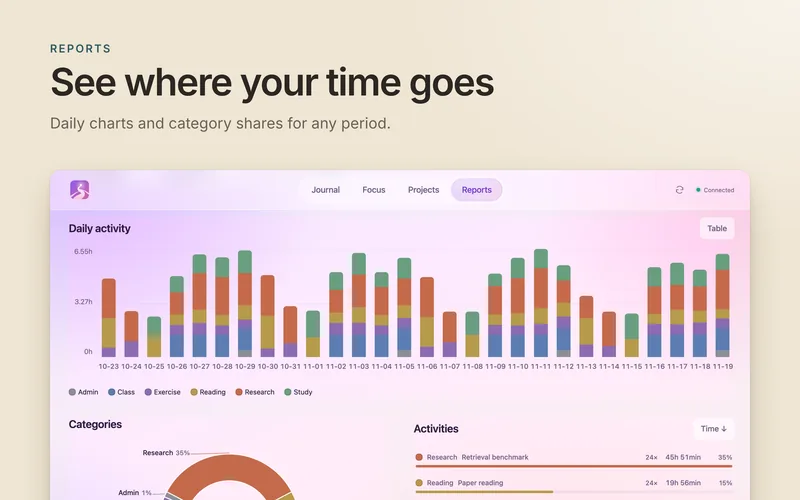 REPORTS
See where your time goes
Daily charts and category shares for any period.
Journal Focus Projects Reports Connected
Daily activity Table
6.55h
3.27h
0h
10-23 10-24 10-25 10-26 10-27 10-28 10-29 10-30 10-31 11-01 11-02 11-03 11-04 11-05 11-06 11-07 11-08 11-09 11-10 11-11 11-12 11-13 11-14 11-15 11-16 11-17 11-18 11-19
Admin Class Exercise Reading Research Study
Categories
Activities Time ↓
Research 35%
Research Retrieval benchmark 24× 45h 51min 35%
Reading Paper reading 24× 19h 56min 15%
Admin 1%